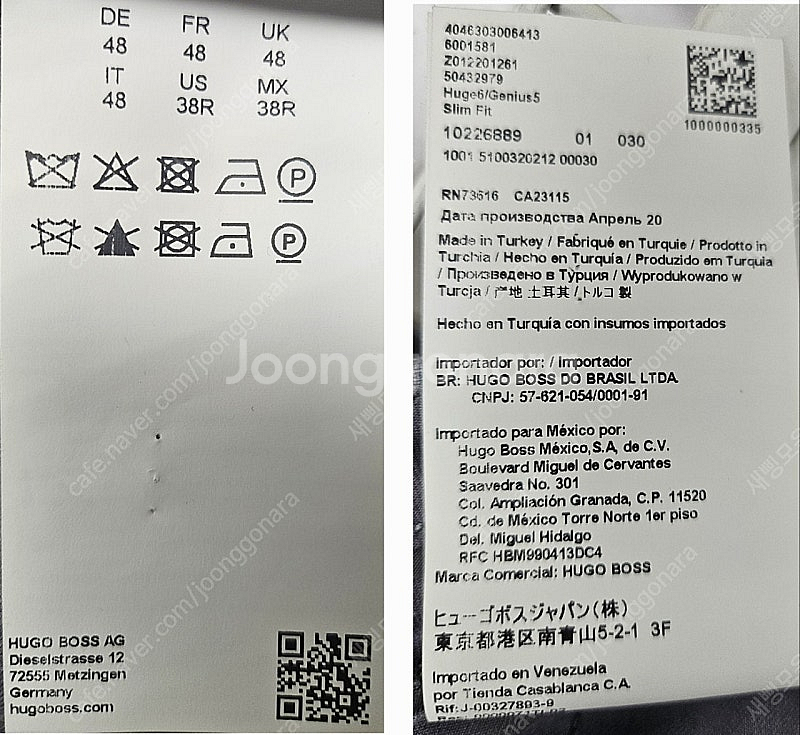 DE FR UK
48 48 48
IT US MX
48 38R 38R
P
P
HUGO BOSS AG
Dieselstrasse 12
72555 Metzingen
Germany
hugoboss.com
4046303006413
6001581
Z012201261
50432979
Huge6/Genius5
Slim Fit
1000000335
10226889 01 030
1001 5100320212 00030
RN73616 CA23115
Дата производства Апрель 20
Made in Turkey / Fabriqué en Turquie / Prodotto in
Turchia / Hecho en Turquía / Produzido em Turquia
/ Произведено в Турции / Wyprodukowano w
Turcja / 産地 土耳其 / トルコ 製
Hecho en Turquía con insumos importados
Importador por: / Importador
BR: HUGO BOSS DO BRASIL LTDA
CNPJ: 57-621-054/0001-91
Importado para México por:
Hugo Boss México,S.A, de C.V.
Boulevard Miguel de Cervantes
Saavedra No. 301
Col. Ampliación Granada, C.P. 11520
Cd. de México Torre Norte 1er piso
Del. Miguel Hidalgo
RFC HBM990413DC4
Marca Comercial: HUGO BOSS
ヒューゴボスジャパン(株)
東京都港区南青山5-2-1 3F
Importado en Venezuela
por Tienda Casablanca C.A.
Rif: J-00327893-9
Joongg
cafe.naver.com/joonggonara